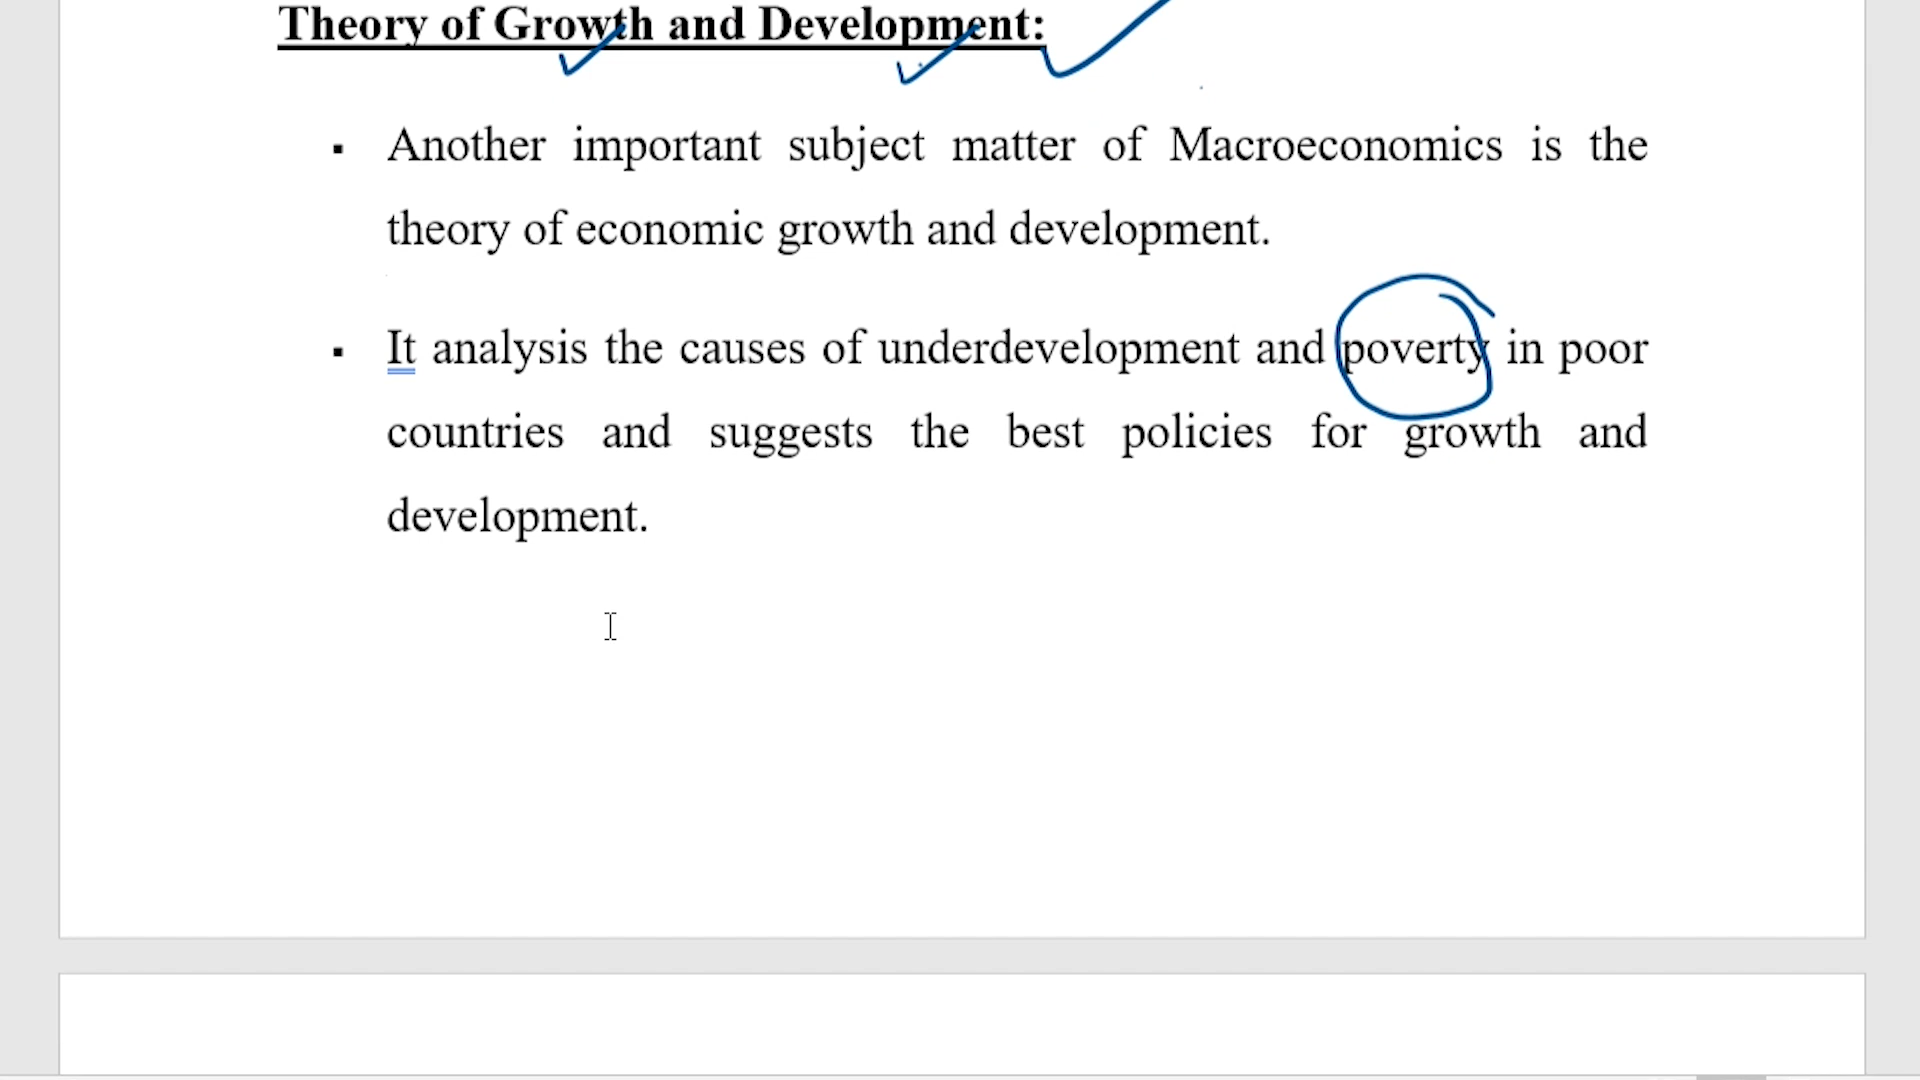 Theory of Growth and Development:
▪ Another important subject matter of Macroeconomics is the
theory of economic growth and development.
▪ It analysis the causes of underdevelopment and poverty in poor
countries and suggests the best policies for growth and
development.